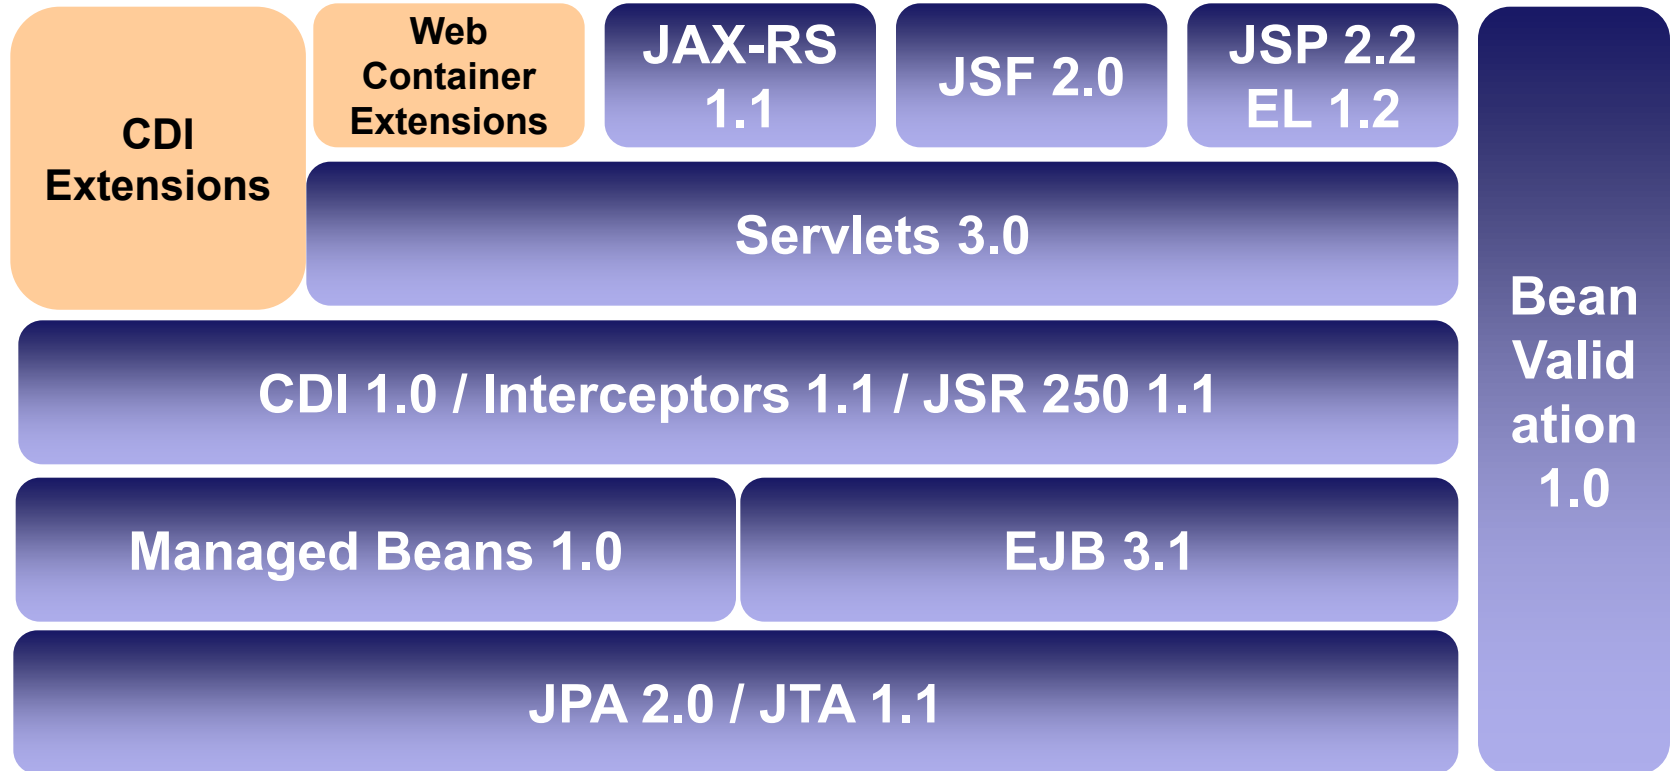 CDI
Extensions
Web
Container
Extensions
JAX-RS
1.1
JSF 2.0
JSP 2.2
EL 1.2
Servlets 3.0
CDI 1.0 / Interceptors 1.1 / JSR 250 1.1
Managed Beans 1.0
EJB 3.1
JPA 2.0 / JTA 1.1
Bean
Valid
ation
1.0